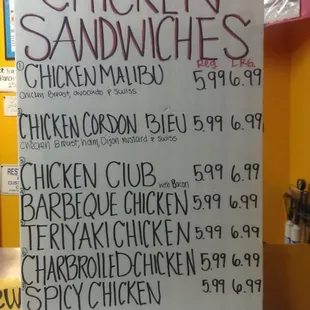 CHICKEN
SANDWICHES
REG LRG
CHICKEN MALIBU 5.99 6.99
Chicken Breast, avocado & swiss
CHICKEN CORDON BLEU 5.99 6.99
Chicken Breast, Ham, Dijon mustard & swiss
CHICKEN CLUB with Bacon 5.99 6.99
BARBEQUE CHICKEN 5.99 6.99
TERIYAKI CHICKEN 5.99 6.99
CHARBROILED CHICKEN 5.99 6.99
SPICY CHICKEN 5.99 6.99